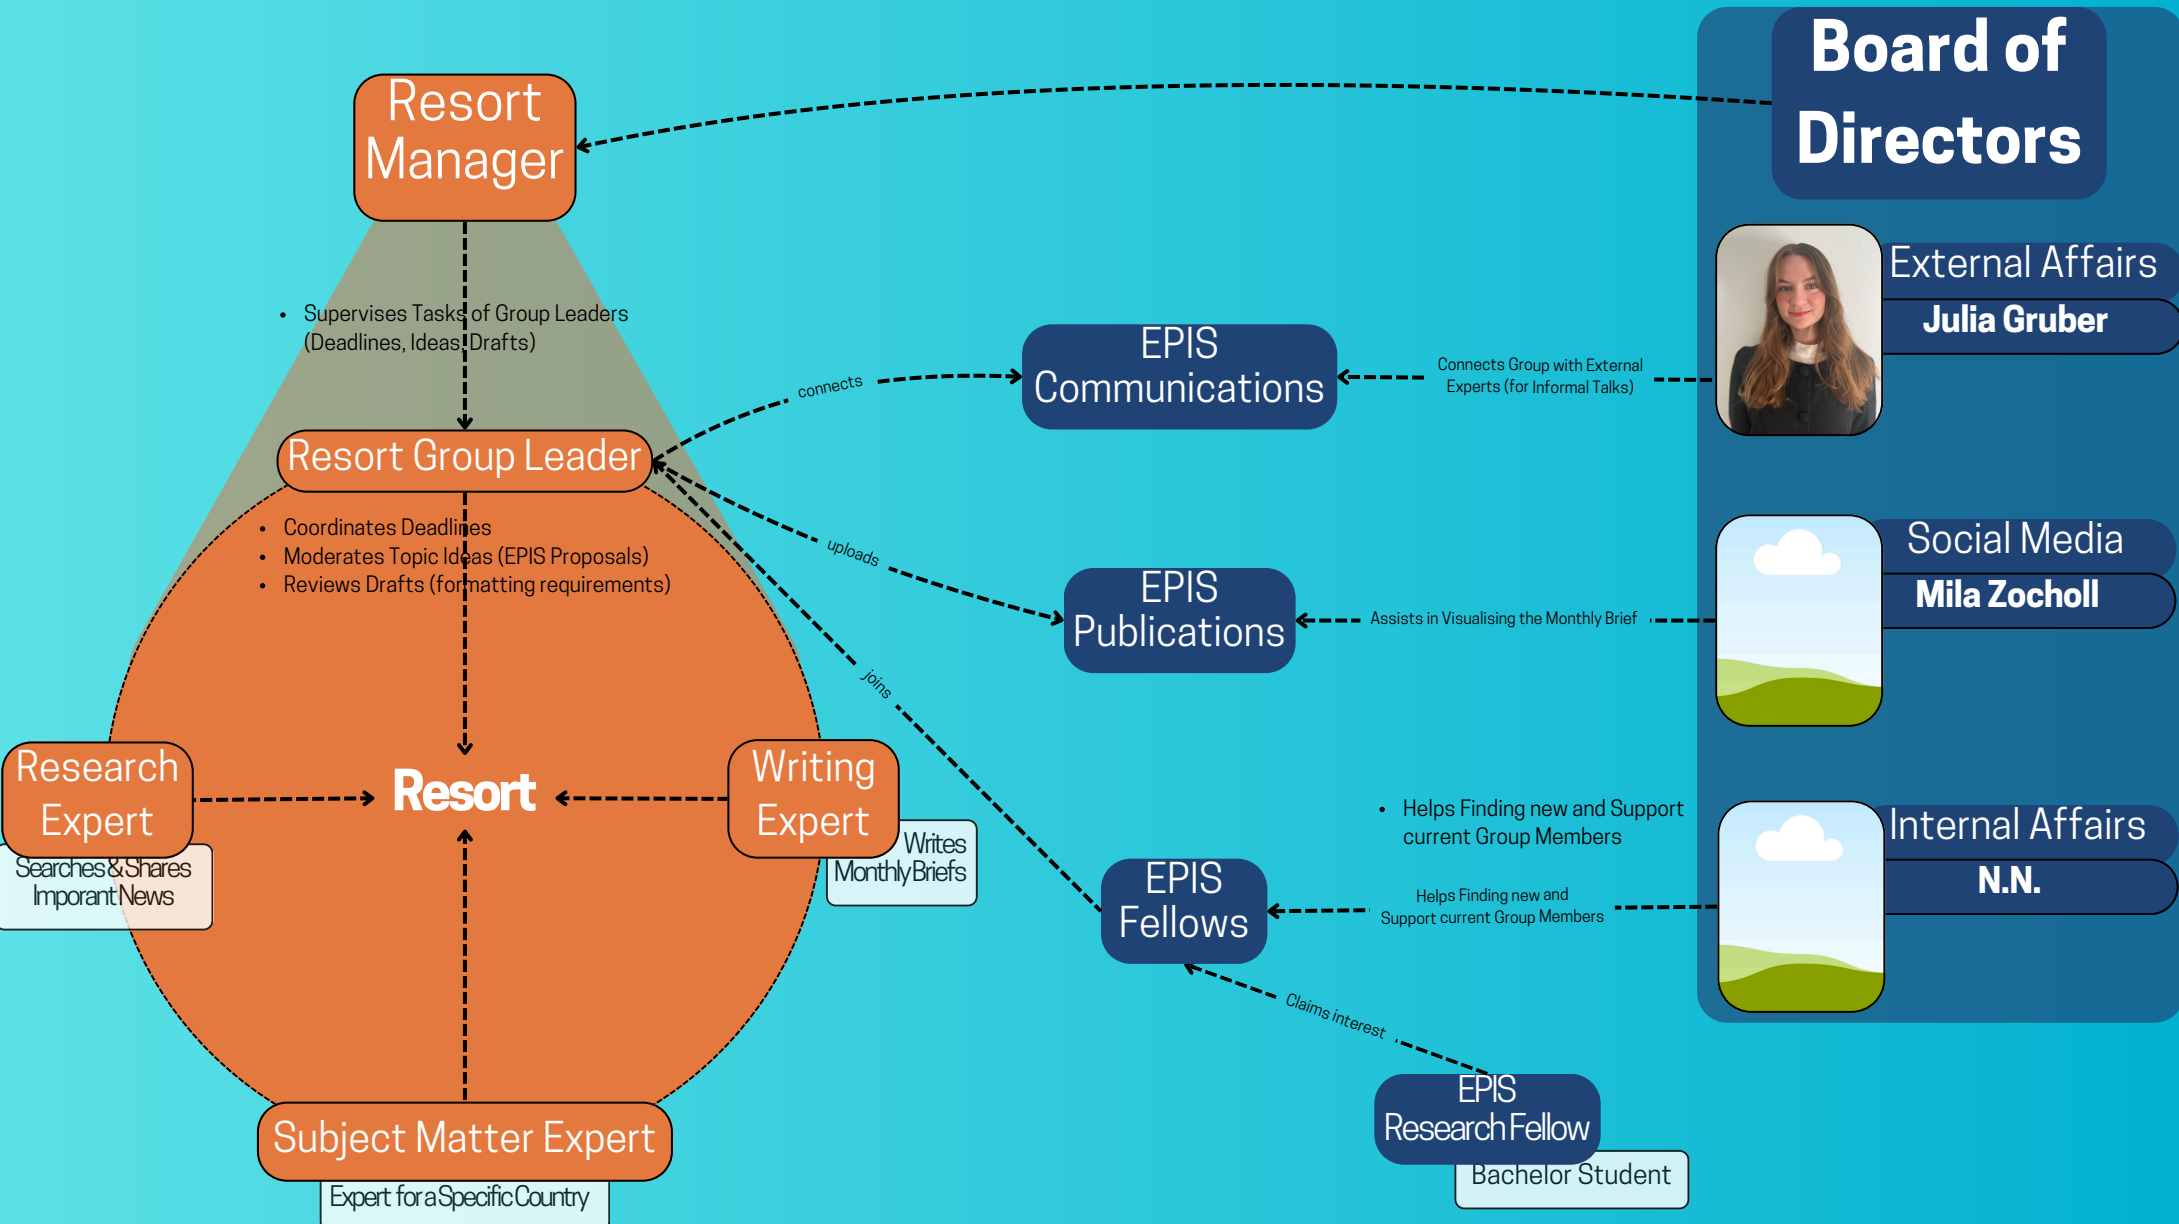 Board of
Directors
Resort
Manager
• Supervises Tasks of Group Leaders
(Deadlines, Ideas, Drafts)
Resort Group Leader
• Coordinates Deadlines
• Moderates Topic Ideas (EPIS Proposals)
• Reviews Drafts (formatting requirements)
Research
Expert
Searches & Shares
Imporant News
Resort
Writing
Expert
Writes
Monthly Briefs
Subject Matter Expert
Expert for a Specific Country
connects
uploads
joins
EPIS
Communications
Connects Group with External
Experts (for Informal Talks)
External Affairs
Julia Gruber
EPIS
Publications
Assists in Visualising the Monthly Brief
Social Media
Mila Zocholl
• Helps Finding new and Support
current Group Members
EPIS
Fellows
Helps Finding new and
Support current Group Members
Internal Affairs
N.N.
Claims interest
EPIS
Research Fellow
Bachelor Student